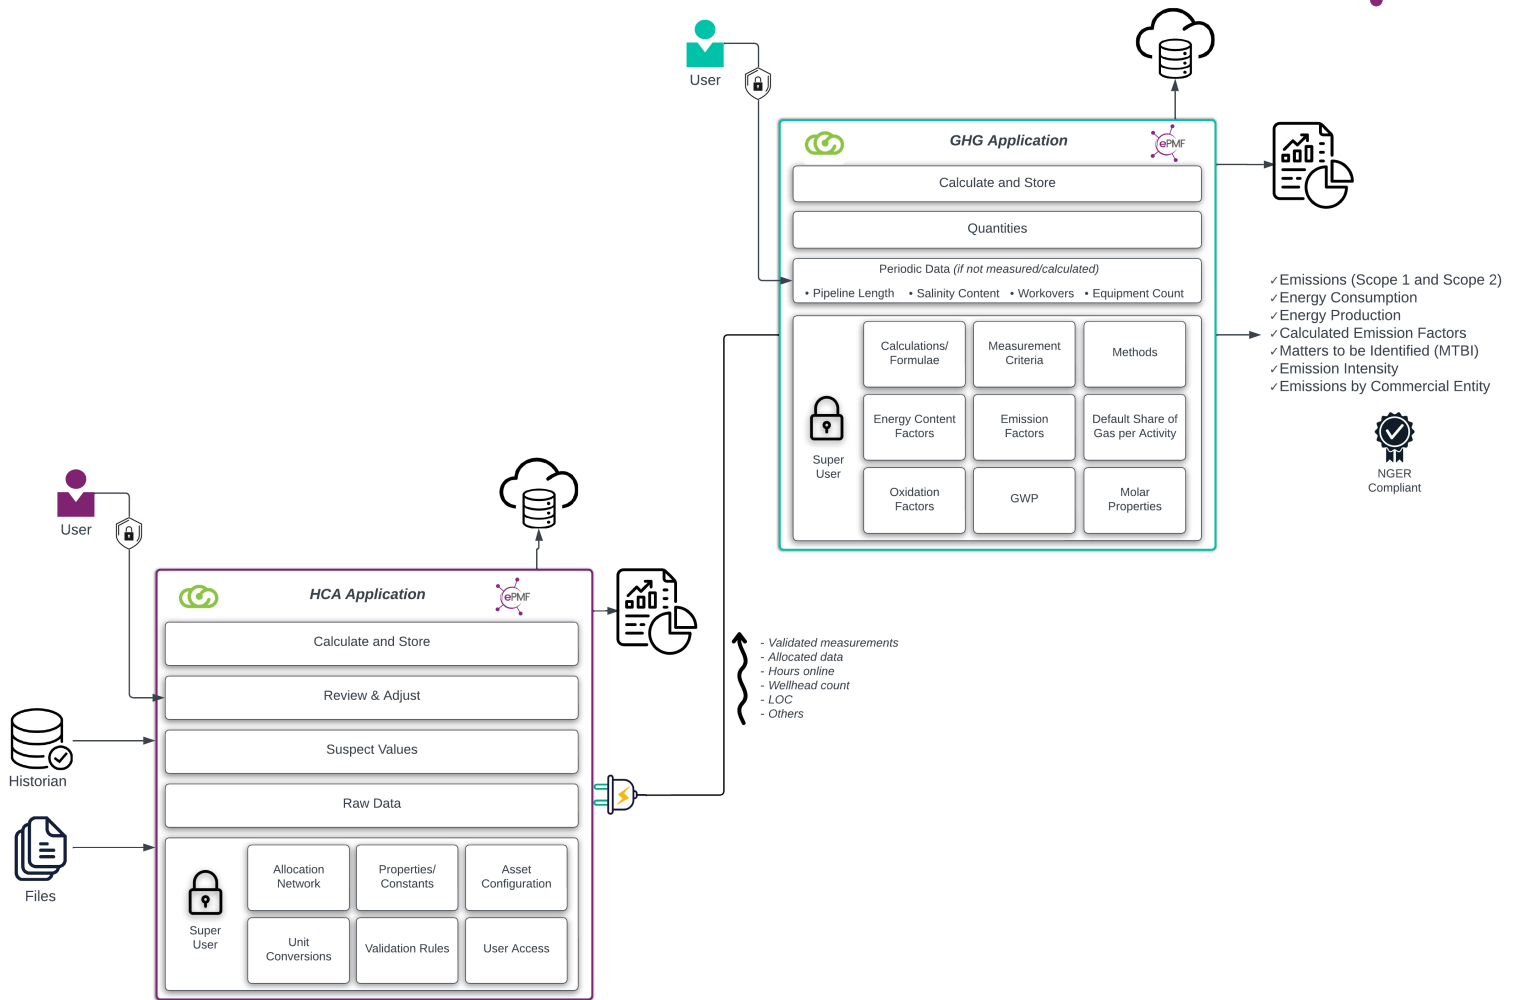 User
GHG Application
ePMF
Calculate and Store
Quantities
Periodic Data (if not measured/calculated)
• Pipeline Length • Salinity Content • Workovers • Equipment Count
Calculations/
Formulae
Measurement
Criteria
Methods
Energy Content
Factors
Emission
Factors
Default Share of
Gas per Activity
Super
User
Oxidation
Factors
GWP
Molar
Properties
✓Emissions (Scope 1 and Scope 2)
✓Energy Consumption
✓Energy Production
✓Calculated Emission Factors
✓Matters to be Identified (MTBI)
✓Emission Intensity
✓Emissions by Commercial Entity
NGER
Compliant
User
HCA Application
ePMF
Calculate and Store
Review & Adjust
Suspect Values
Raw Data
Historian
Files
Super
User
Allocation
Network
Properties/
Constants
Asset
Configuration
Unit
Conversions
Validation Rules
User Access
- Validated measurements
- Allocated data
- Hours online
- Wellhead count
- LOC
- Others